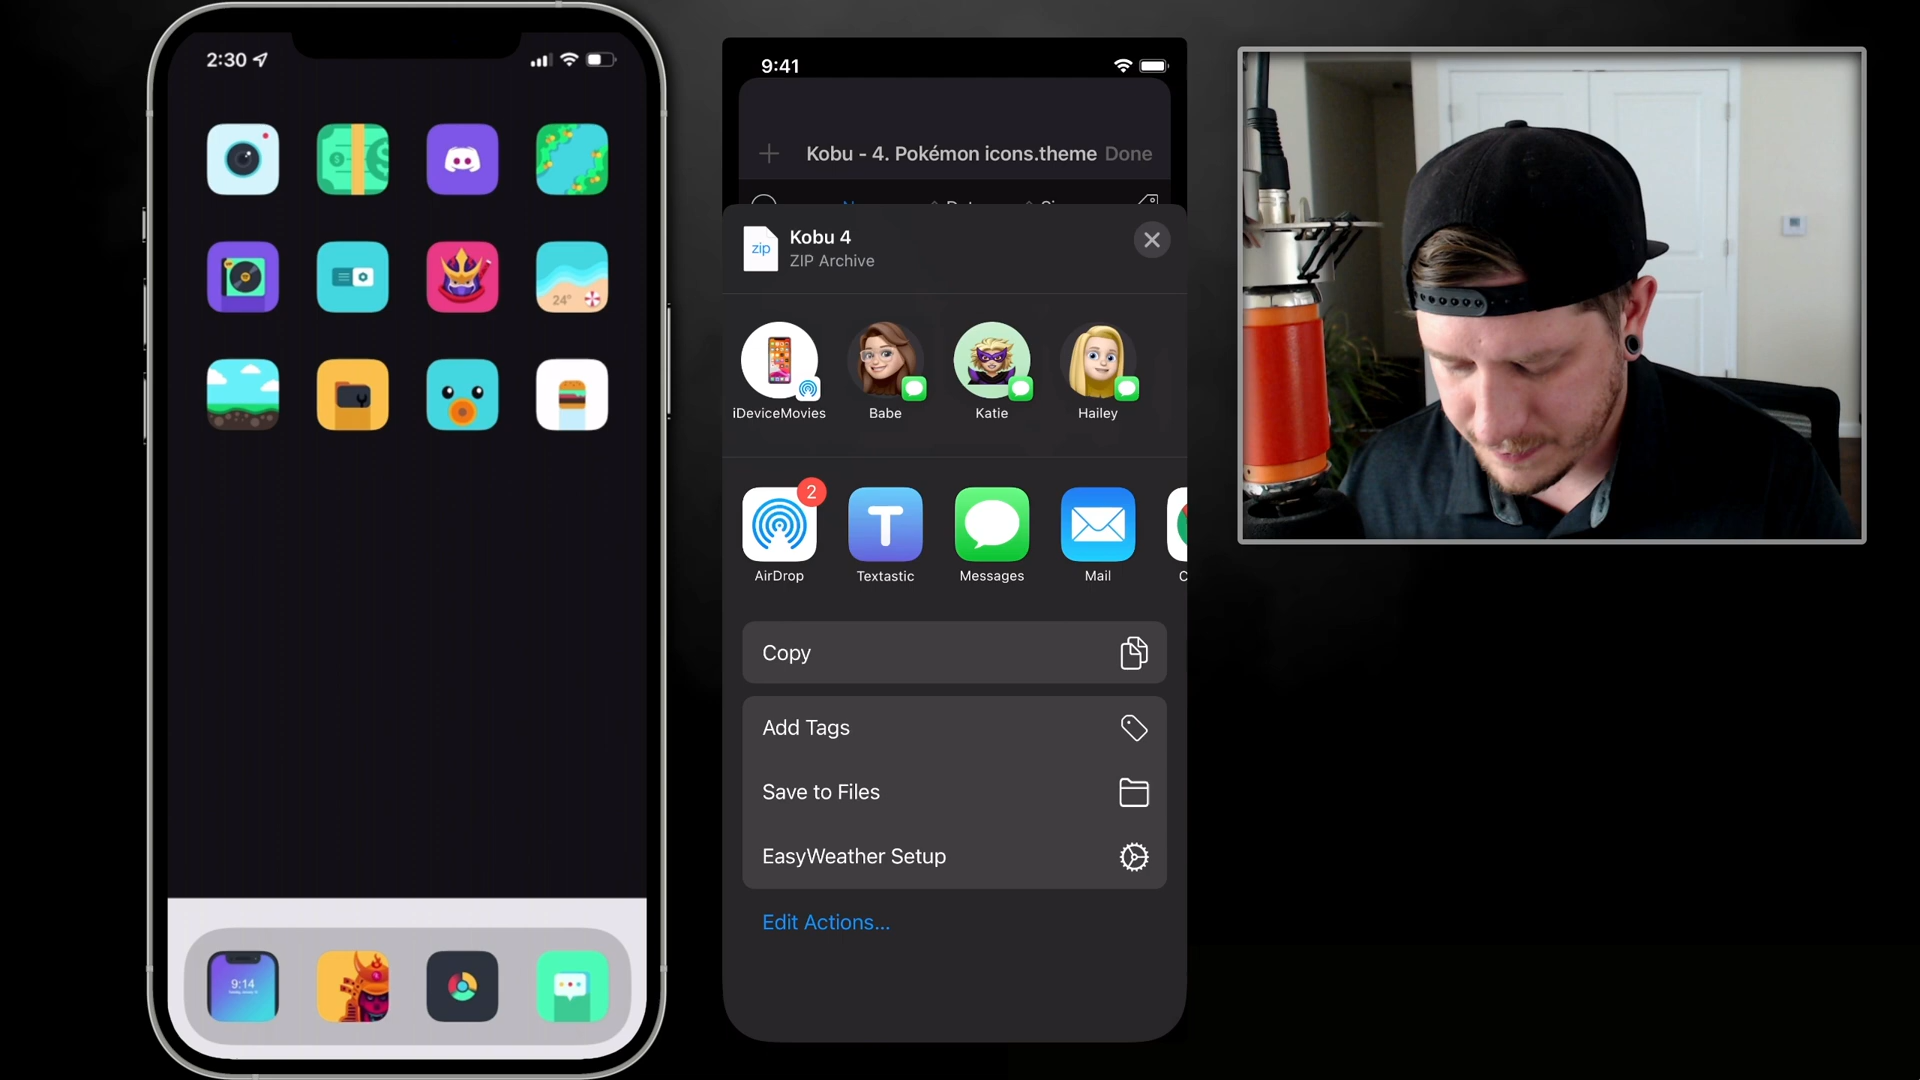 2:30
24°
9:14
9:41
Kobu - 4. Pokémon icons.theme Done
zip
Kobu 4
ZIP Archive
iDeviceMovies Babe Katie Hailey
2
T
AirDrop Textastic Messages Mail
Copy
Add Tags
Save to Files
EasyWeather Setup
Edit Actions...